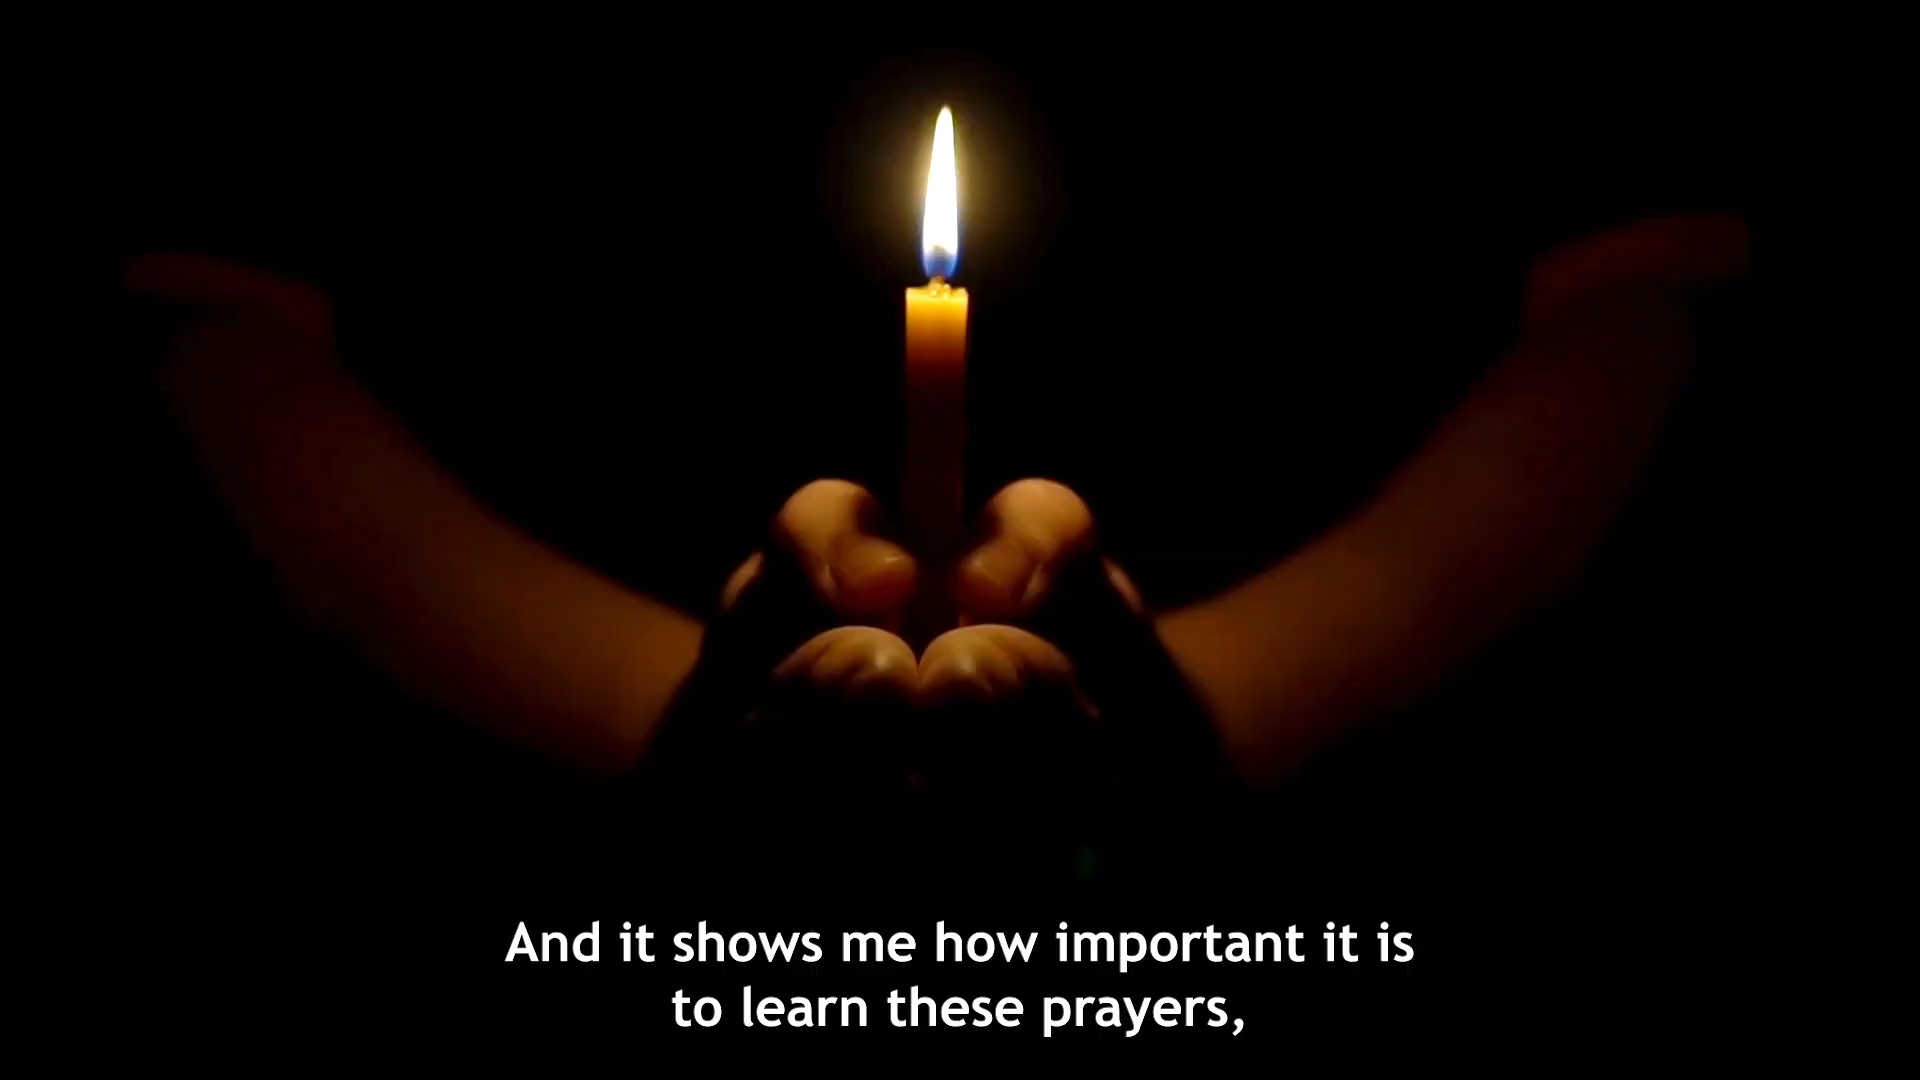 And it shows me how important it is
to learn these prayers,